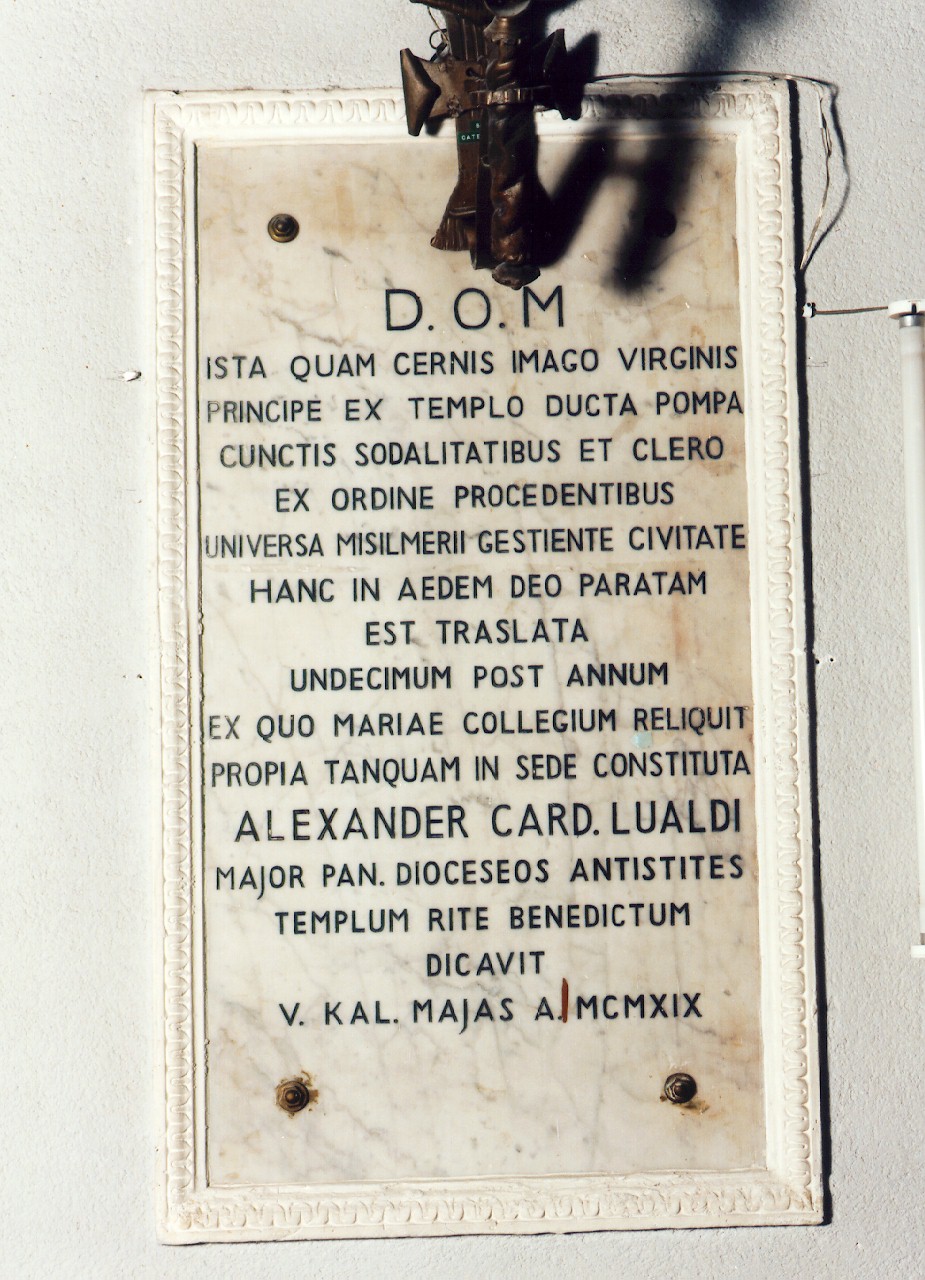 GATE
D.O.M
ISTA QUAM CERNIS IMAGO VIRGINIS
PRINCIPE EX TEMPLO DUCTA POMPA
CUNCTIS SODALITATIBUS ET CLERO
EX ORDINE PROCEDENTIBUS
UNIVERSA MISILMERII GESTIENTE CIVITATE
HANC IN AEDEM DEO PARATAM
EST TRASLATA
UNDECIMUM POST ANNUM
EX QUO MARIAE COLLEGIUM RELIQUIT
PROPIA TANQUAM IN SEDE CONSTITUTA
ALEXANDER CARD. LUALDI
MAJOR PAN. DIOCESEOS ANTISTITES
TEMPLUM RITE BENEDICTUM
DICAVIT
V. KAL. MAJAS A. MCMXIX